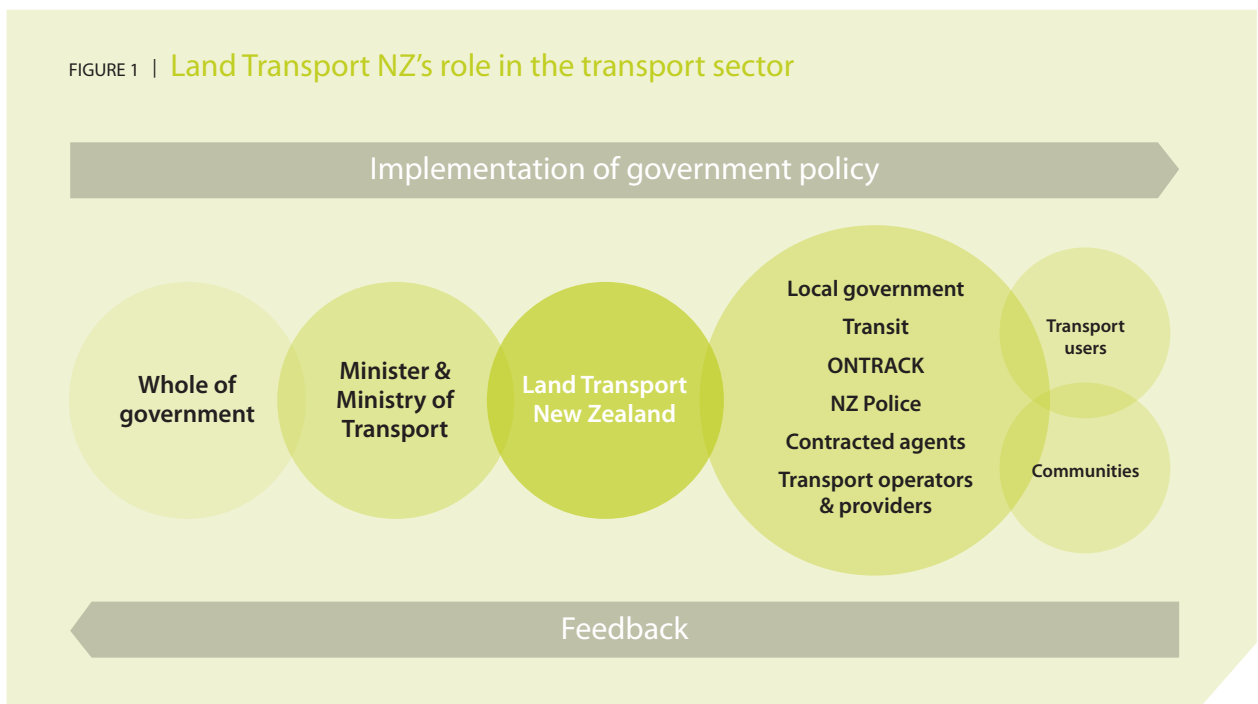 FIGURE 1 | Land Transport NZ’s role in the transport sector
Implementation of government policy
Whole of
government
Minister &
Ministry of
Transport
Land Transport
New Zealand
Local government
Transit
ONTRACK
NZ Police
Contracted agents
Transport operators
& providers
Transport
users
Communities
Feedback